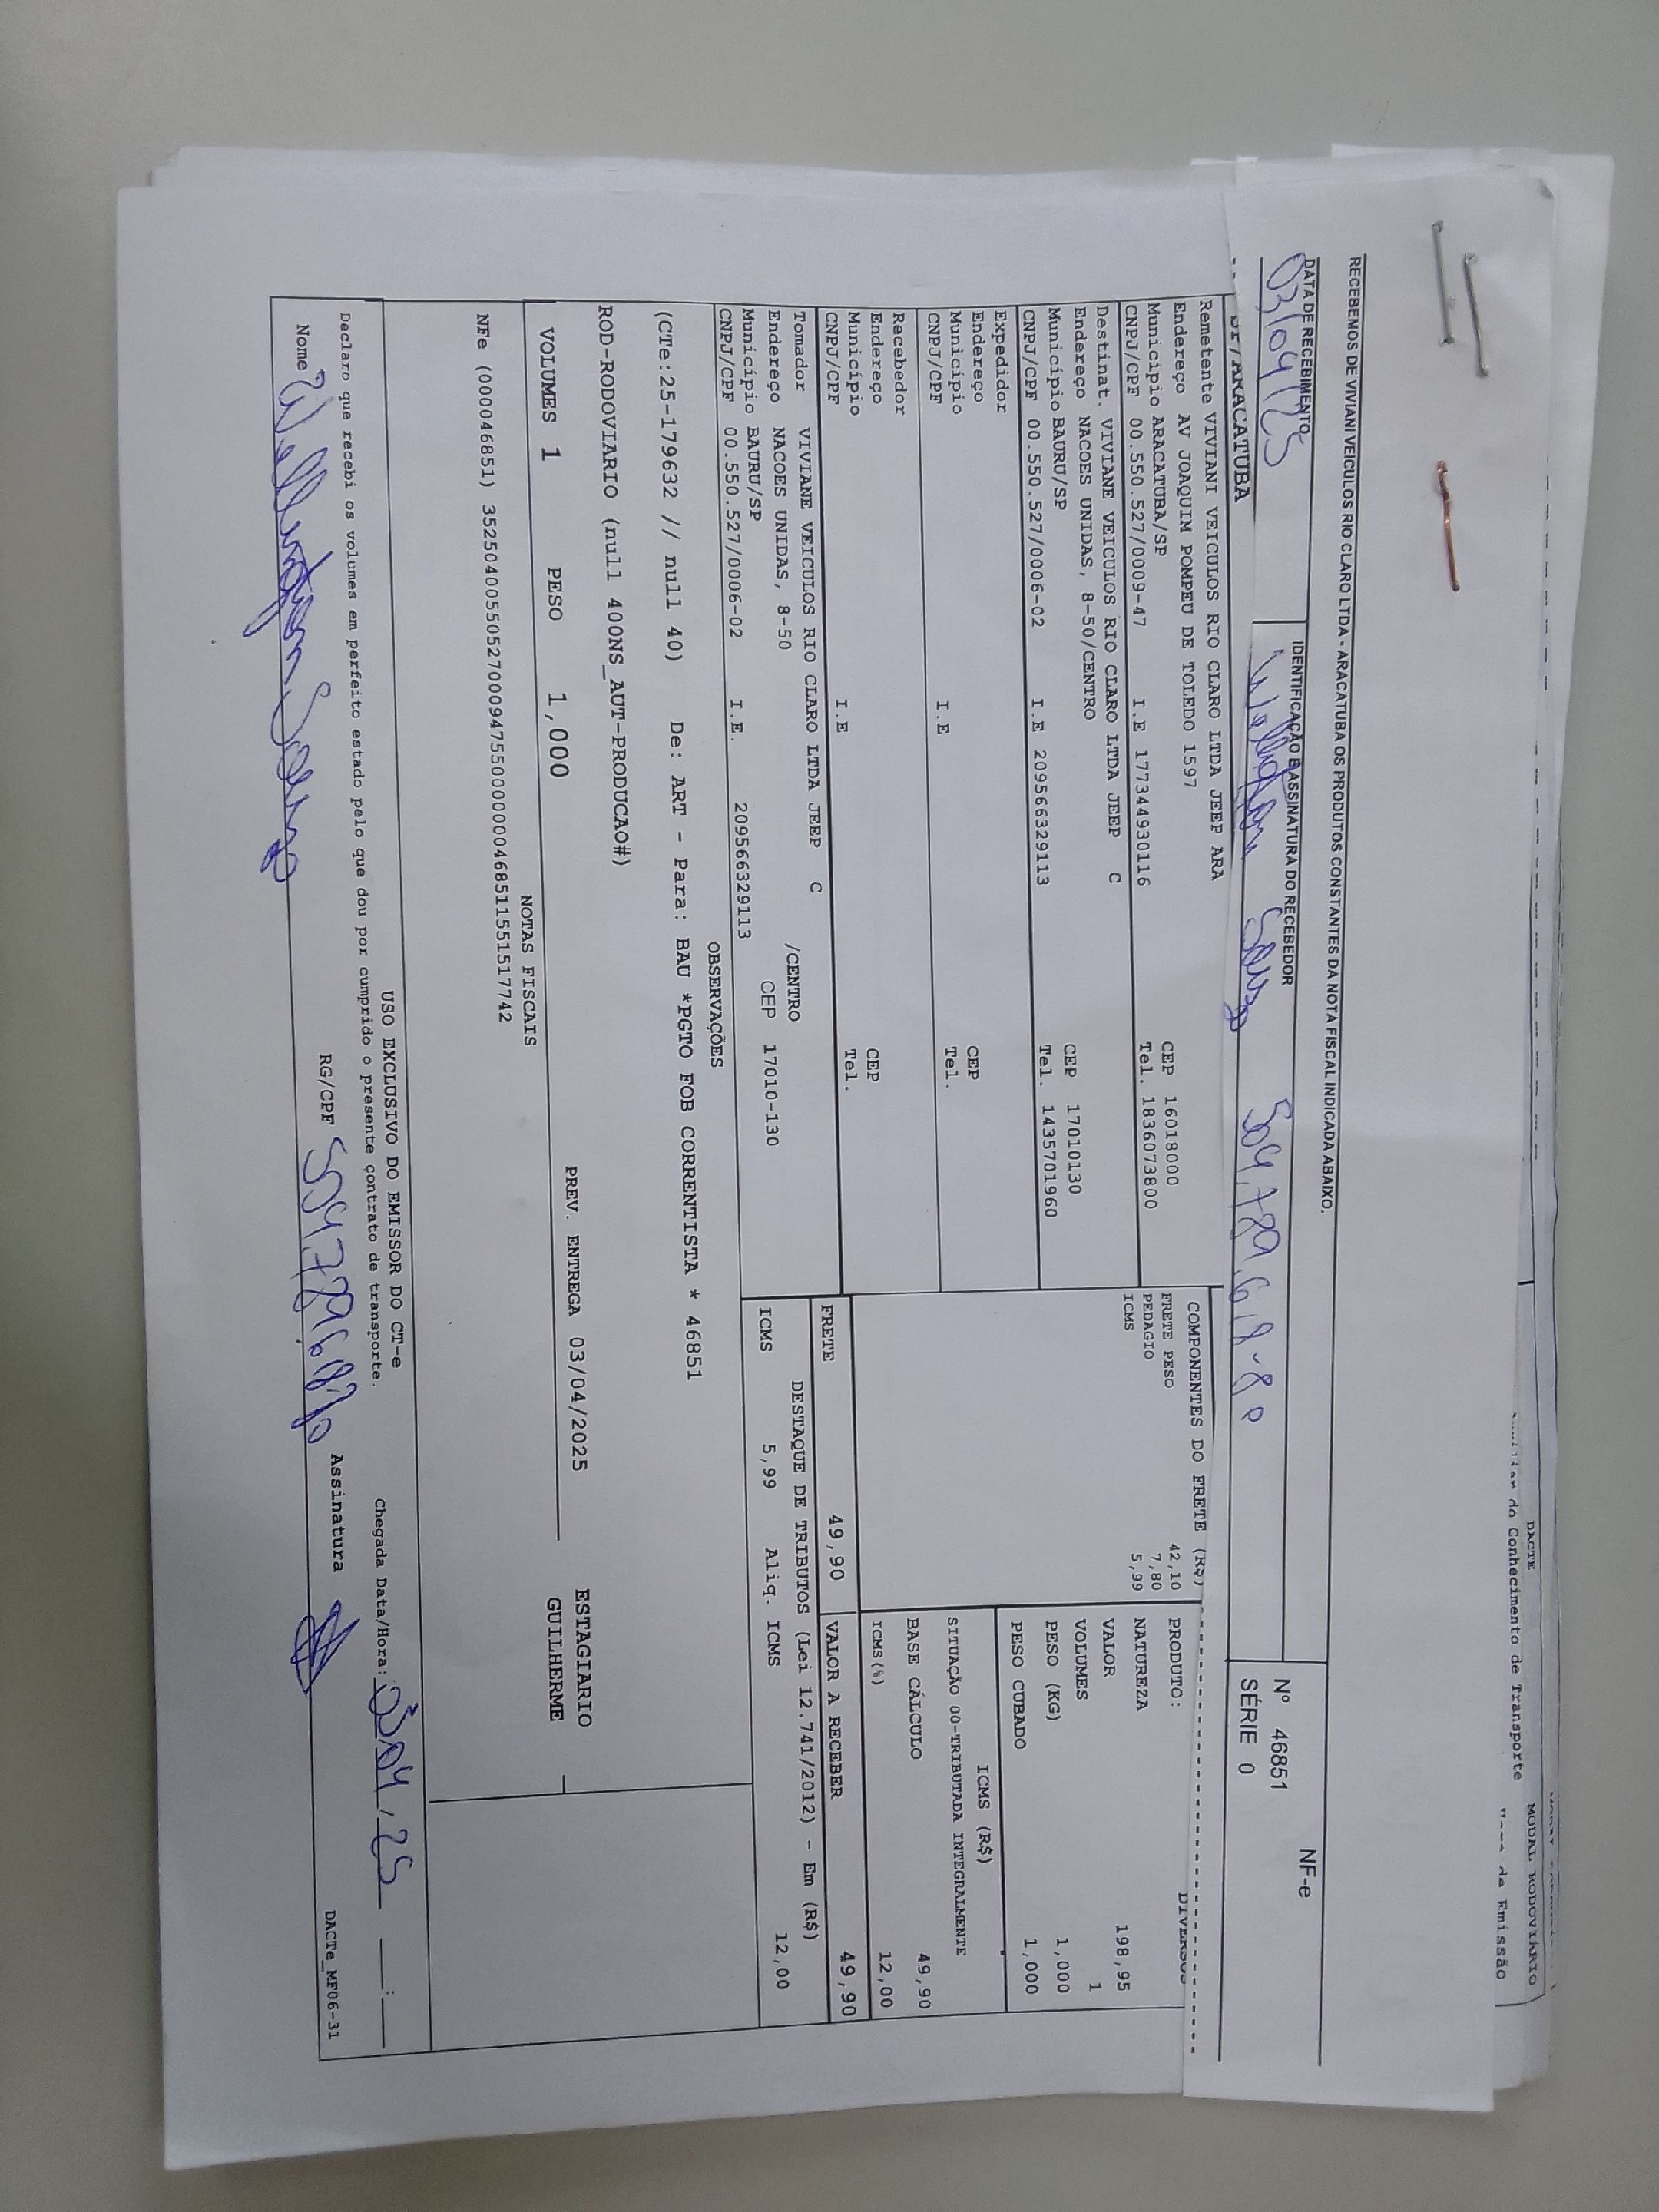 DACTE
MODAL RODOVIÁRIO
do Conhecimento de Transporte
da Emissão
RECEBEMOS DE VIVIANI VEICULOS RIO CLARO LTDA - ARACATUBA OS PRODUTOS CONSTANTES DA NOTA FISCAL INDICADA ABAIXO.
NF-e
DATA DE RECEBIMENTO
IDENTIFICAÇÃO E ASSINATURA DO RECEBEDOR
Nº 46851
SÉRIE 0
03/04/25
504.789.618-80
SP/ARACATUBA
Remetente VIVIANI VEICULOS RIO CLARO LTDA JEEP ARA
Endereço AV JOAQUIM POMPEU DE TOLEDO 1597
CEP 16018000
Município ARACATUBA/SP
Tel. 1836073800
CNPJ/CPF 00.550.527/0009-47 I.E 177344930116
Destinat. VIVIANE VEICULOS RIO CLARO LTDA JEEP C
Endereço NACOES UNIDAS, 8-50/CENTRO
CEP 17010130
Município BAURU/SP
Tel. 1435701960
CNPJ/CPF 00.550.527/0006-02 I.E 209566329113
Expedidor
Endereço
CEP
Município
Tel.
CNPJ/CPF I.E
Recebedor
Endereço
CEP
Município
Tel.
CNPJ/CPF I.E
Tomador VIVIANE VEICULOS RIO CLARO LTDA JEEP C
Endereço NACOES UNIDAS, 8-50 /CENTRO
Município BAURU/SP CEP 17010-130
CNPJ/CPF 00.550.527/0006-02 I.E. 209566329113
COMPONENTES DO FRETE (R$)
FRETE PESO 42,10
PEDAGIO 7,80
ICMS 5,99
PRODUTO: DIVERSOS
NATUREZA
VALOR 198,95
VOLUMES 1
PESO (KG) 1,000
PESO CUBADO 1,000
ICMS (R$)
SITUAÇÃO 00-TRIBUTADA INTEGRALMENTE
BASE CÁLCULO 49,90
ICMS(%) 12,00
FRETE 49,90
VALOR A RECEBER 49,90
DESTAQUE DE TRIBUTOS (Lei 12.741/2012) - Em (R$)
ICMS 5,99 Aliq. ICMS 12,00
OBSERVAÇÕES
(CTe:25-179632 // null 40) De: ART - Para: BAU *PGTO FOB CORRENTISTA * 46851
ROD-RODOVIARIO (null 400NS_AUT-PRODUCAO#)
VOLUMES 1 PESO 1,000
PREV. ENTREGA 03/04/2025
ESTAGIARIO
GUILHERME
NOTAS FISCAIS
NFe (000046851) 35250400550527000947550000000468511551517742
USO EXCLUSIVO DO EMISSOR DO CT-e
Declaro que recebi os volumes em perfeito estado pelo que dou por cumprido o presente contrato de transporte.
Chegada Data/Hora: /25 ___:___
Nome
RG/CPF
Assinatura
DACTe_MF06-31